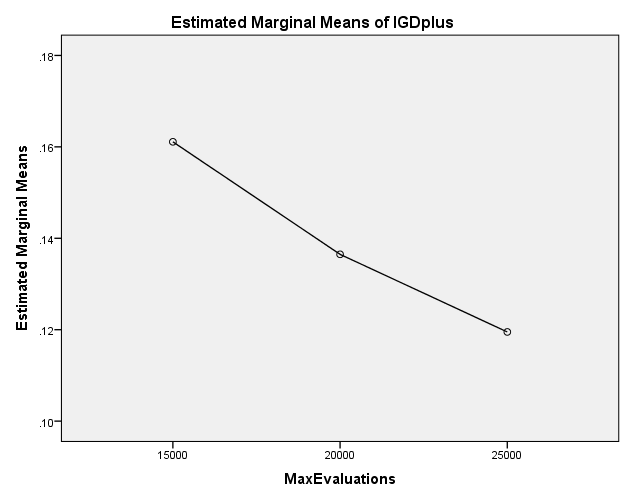 Estimated Marginal Means of IGDplus
.18
.16
.14
.12
.10
Estimated Marginal Means
15000 20000 25000
MaxEvaluations